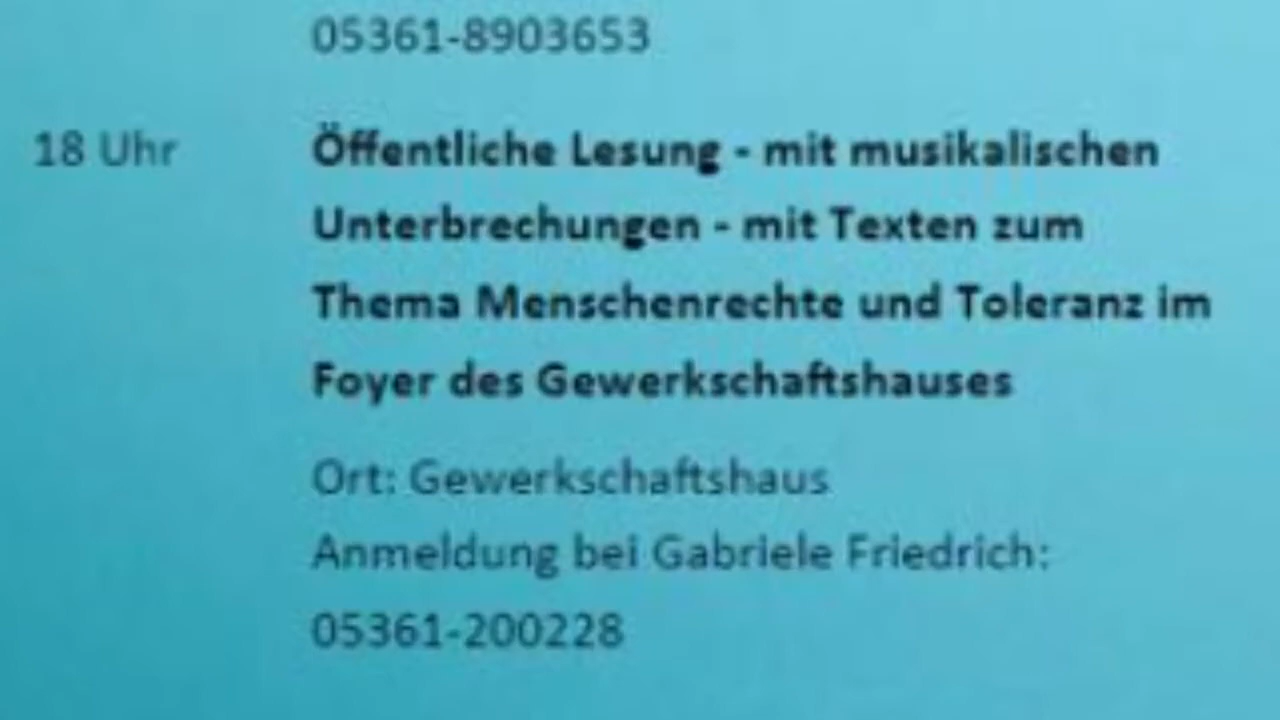 05361-8903653
18 Uhr Öffentliche Lesung - mit musikalischen
Unterbrechungen - mit Texten zum
Thema Menschenrechte und Toleranz im
Foyer des Gewerkschaftshauses
Ort: Gewerkschaftshaus
Anmeldung bei Gabriele Friedrich:
05361-200228